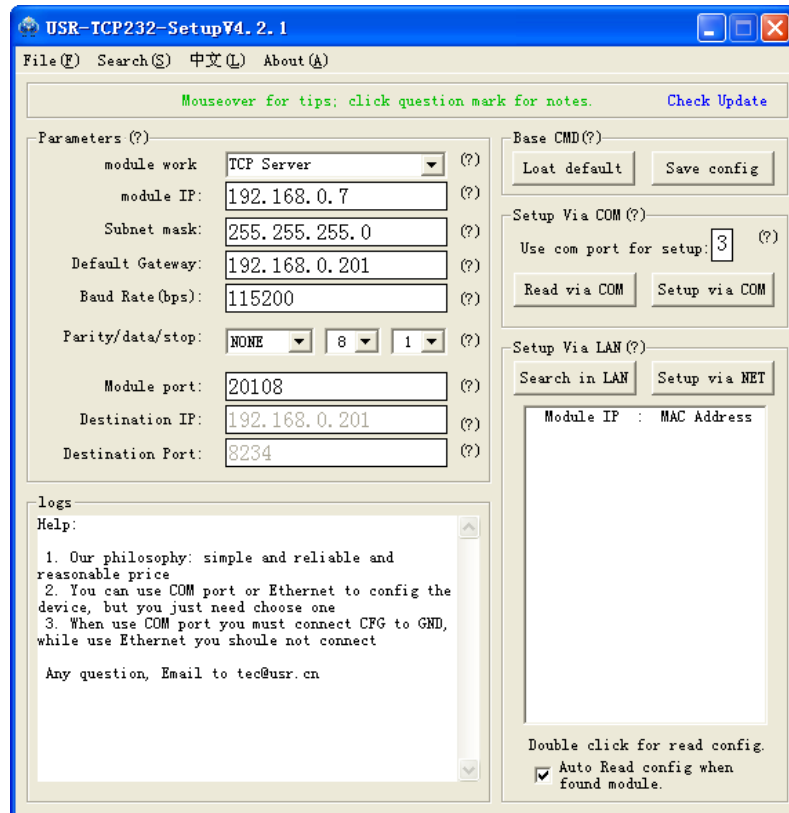 USR-TCP232-SetupV4.2.1
File(F) Search(S) 中文(L) About(A)
Mouseover for tips; click question mark for notes. Check Update
Parameters (?)
module work TCP Server (?)
module IP: 192.168.0.7 (?)
Subnet mask: 255.255.255.0 (?)
Default Gateway: 192.168.0.201 (?)
Baud Rate(bps): 115200 (?)
Parity/data/stop: NONE 8 1 (?)
Module port: 20108 (?)
Destination IP: 192.168.0.201 (?)
Destination Port: 8234 (?)
Base CMD(?)
Loat default Save config
Setup Via COM(?)
Use com port for setup: 3 (?)
Read via COM Setup via COM
Setup Via LAN(?)
Search in LAN Setup via NET
Module IP : MAC Address
Double click for read config.
Auto Read config when
found module.
logs
Help:
1. Our philosophy: simple and reliable and
reasonable price
2. You can use COM port or Ethernet to config the
device, but you just need choose one
3. When use COM port you must connect CFG to GND,
while use Ethernet you shoule not connect
Any question, Email to tec@usr.cn